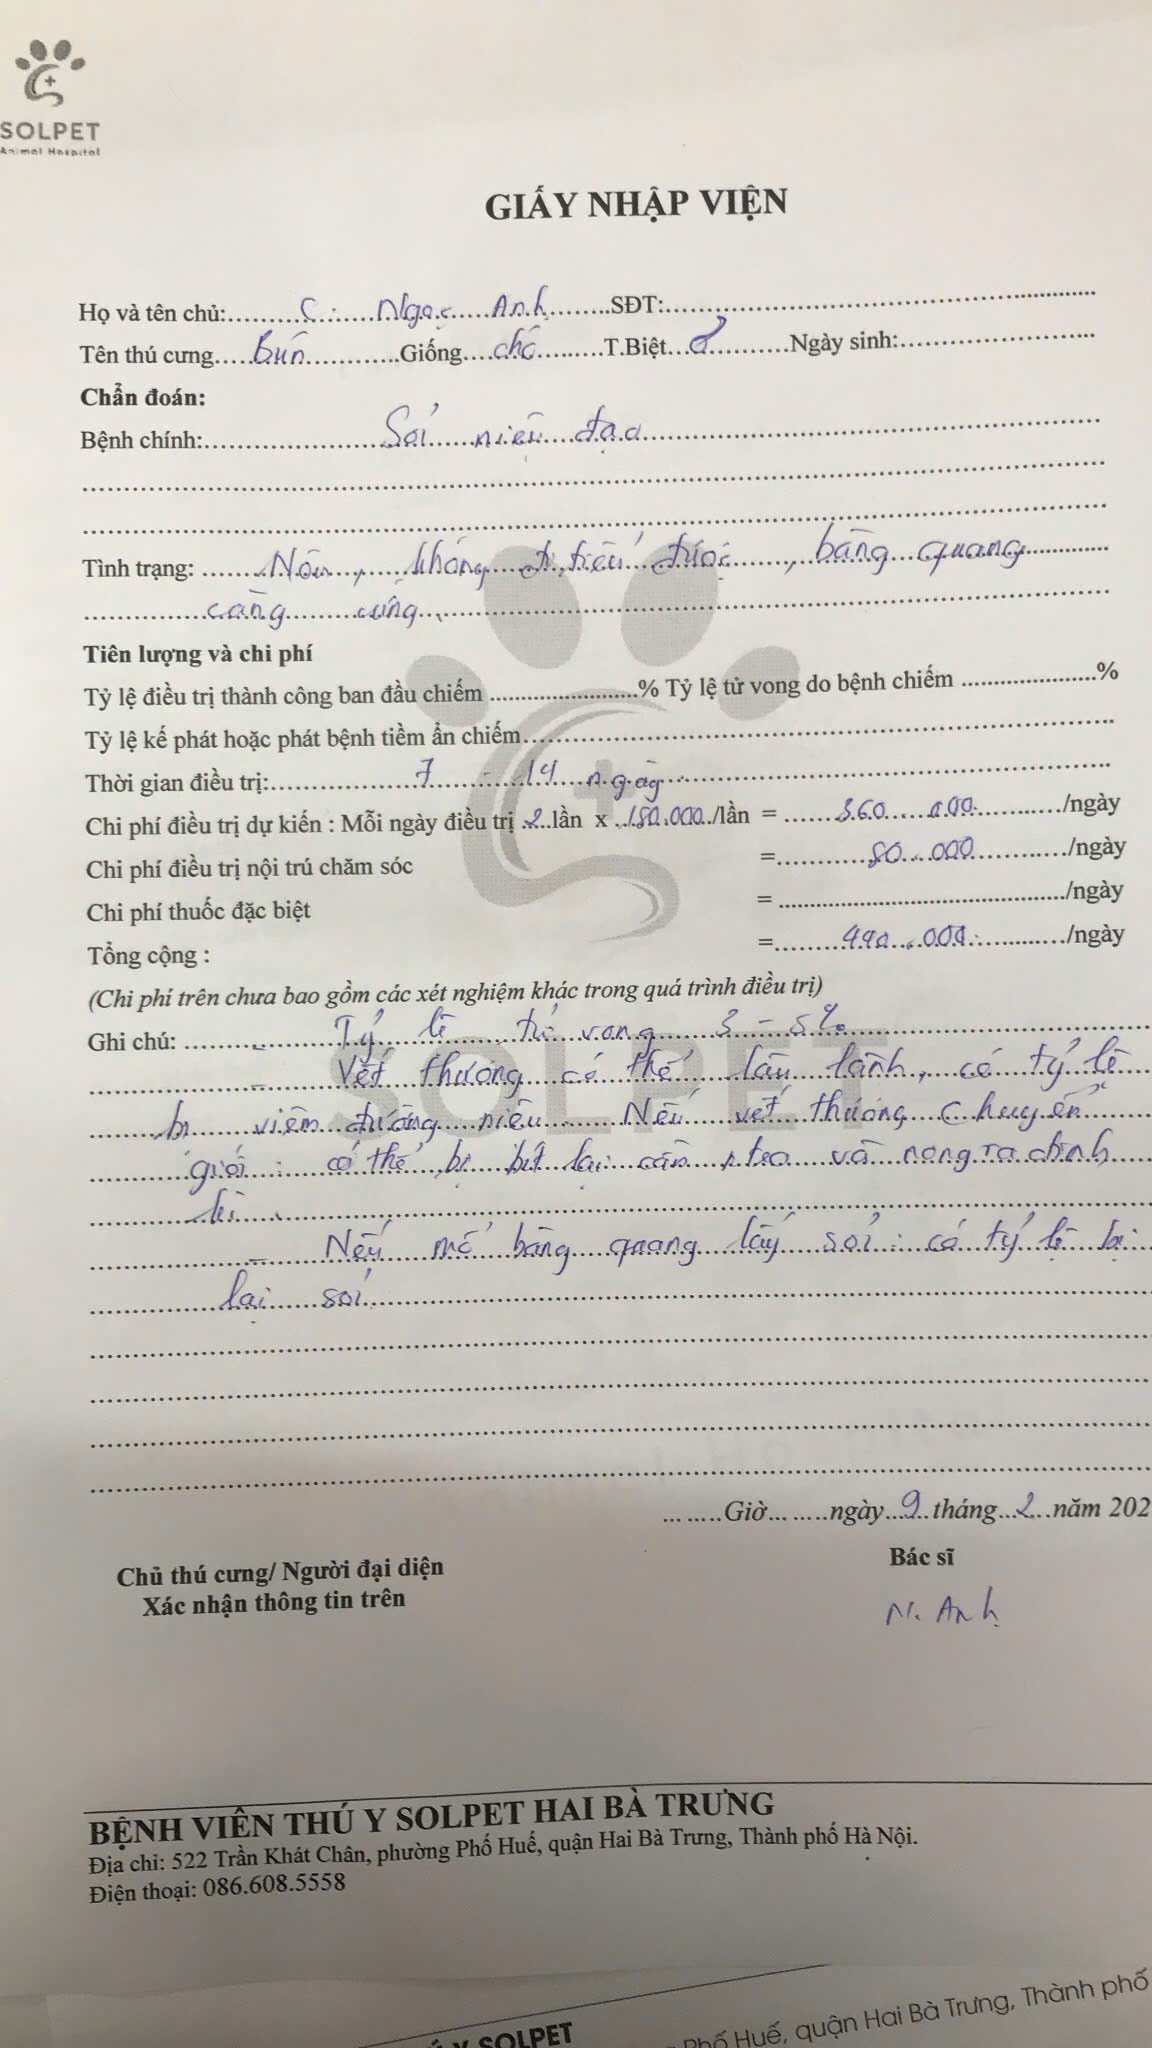 SOLPET
Animal Hospital
GIẤY NHẬP VIỆN
Họ và tên chủ:.........C:....Ngọc....Anh..........SĐT:..........
Tên thú cưng.....Bún............Giống....chó..........T.Biệt...♂..........Ngày sinh:..........
Chẩn đoán:
Bệnh chính:..........Sỏi....niệu...đạo..........
Tình trạng: .......Nôn,....không...đi tiểu...được....., bàng...quang..........
..........căng.......cứng..........
Tiên lượng và chi phí
Tỷ lệ điều trị thành công ban đầu chiếm ..........% Tỷ lệ tử vong do bệnh chiếm ..........%
Tỷ lệ kế phát hoặc phát bệnh tiềm ẩn chiếm..........
Thời gian điều trị:..........7...-...14...ngày..........
Chi phí điều trị dự kiến : Mỗi ngày điều trị ..2..lần x ..180.000../lần = .......360....000........../ngày
Chi phí điều trị nội trú chăm sóc =..........80...000........../ngày
Chi phí thuốc đặc biệt = ........../ngày
Tổng cộng : =........440....000........../ngày
(Chi phí trên chưa bao gồm các xét nghiệm khác trong quá trình điều trị)
Ghi chú: .......- Tỷ lệ tử vong 3 - 5%
- Vết thương có thể lâu lành, có tỷ lệ
bị viêm đường niệu. Nếu vết thương chuyển
giới : có thể bị bít lại cần và nong ra định
kì.
- Nếu mổ bàng quang lấy sỏi : có tỷ lệ bị
lại sỏi
... .....Giờ... ......ngày...9..tháng...2...năm 202
Chủ thú cưng/ Người đại diện
Xác nhận thông tin trên
Bác sĩ
N. Anh
BỆNH VIỆN THÚ Y SOLPET HAI BÀ TRƯNG
Địa chỉ: 522 Trần Khát Chân, phường Phố Huế, quận Hai Bà Trưng, Thành phố Hà Nội.
Điện thoại: 086.608.5558
Y SOLPET
Phố Huế, quận Hai Bà Trưng, Thành phố